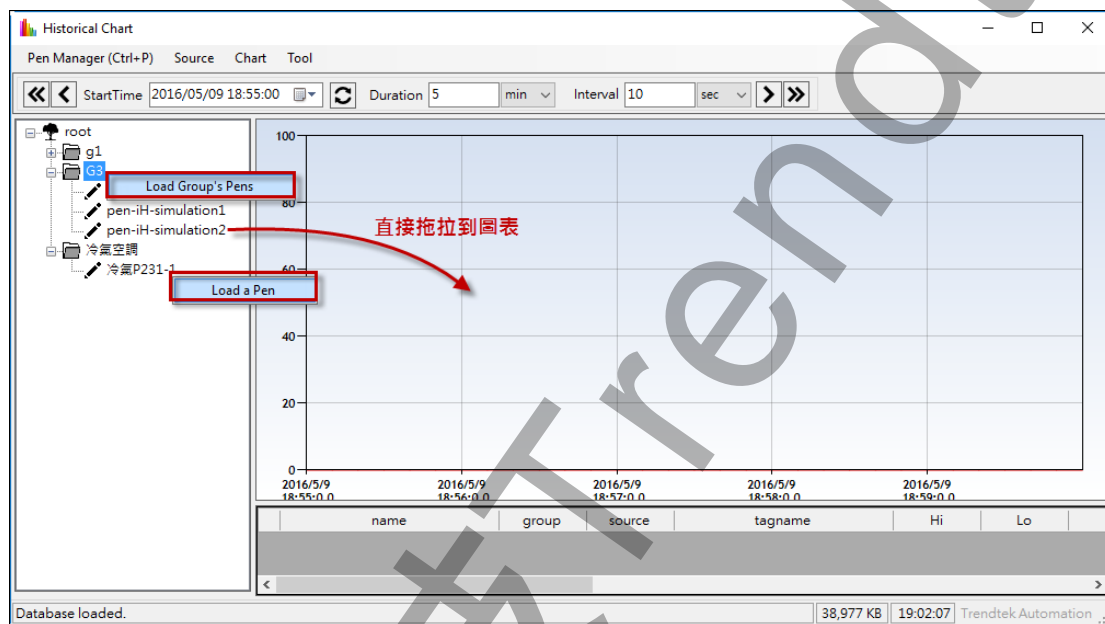 Historical Chart
Pen Manager (Ctrl+P) Source Chart Tool
StartTime 2016/05/09 18:55:00 Duration 5 min Interval 10 sec
root
g1
G3
Load Group's Pens
pen-iH-simulation1
pen-iH-simulation2
冷氣空調
冷氣P231-1
Load a Pen
直接拖拉到圖表
100
80
60
40
20
0
2016/5/9 2016/5/9 2016/5/9 2016/5/9 2016/5/9
18:55:0.0 18:56:0.0 18:57:0.0 18:58:0.0 18:59:0.0
name group source tagname Hi Lo
Database loaded. 38,977 KB 19:02:07 Trendtek Automation
Trend